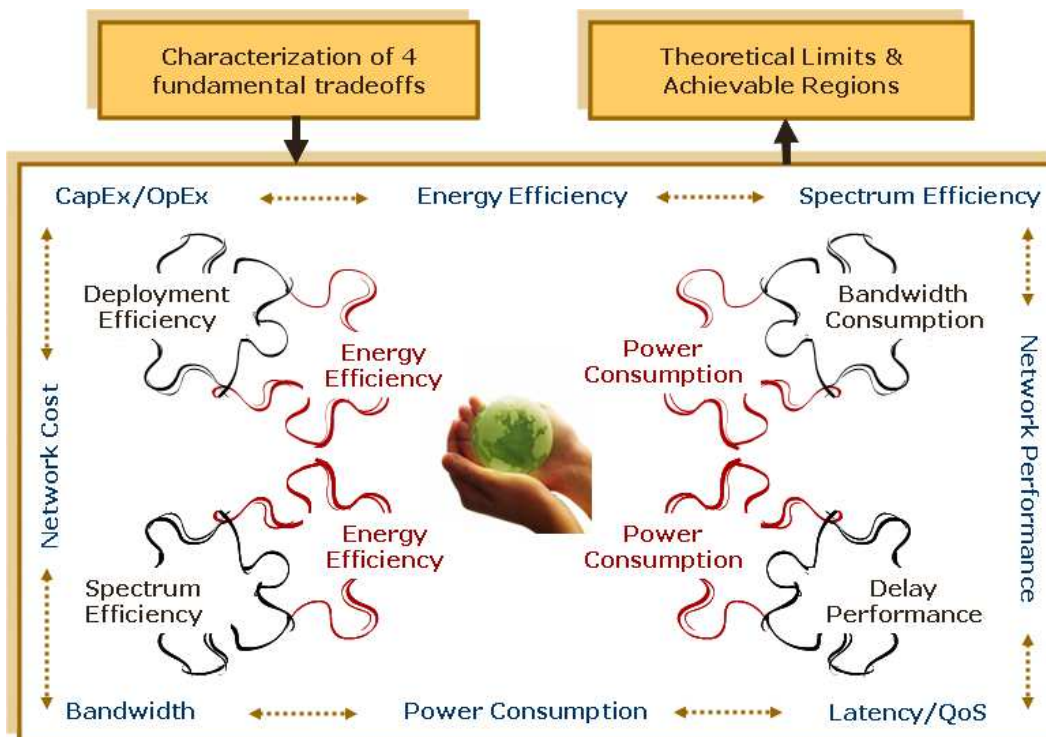 Characterization of 4
fundamental tradeoffs
Theoretical Limits &
Achievable Regions
CapEx/OpEx
Energy Efficiency
Spectrum Efficiency
Deployment
Efficiency
Energy
Efficiency
Power
Consumption
Bandwidth
Consumption
Network Cost
Network Performance
Spectrum
Efficiency
Energy
Efficiency
Power
Consumption
Delay
Performance
Bandwidth
Power Consumption
Latency/QoS